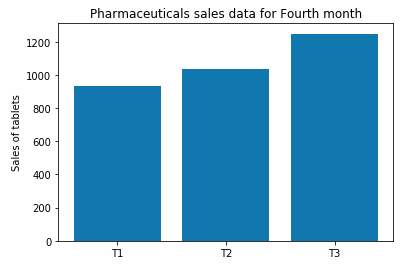 Pharmaceuticals sales data for Fourth month
Sales of tablets
1200
1000
800
600
400
200
0
T1 T2 T3